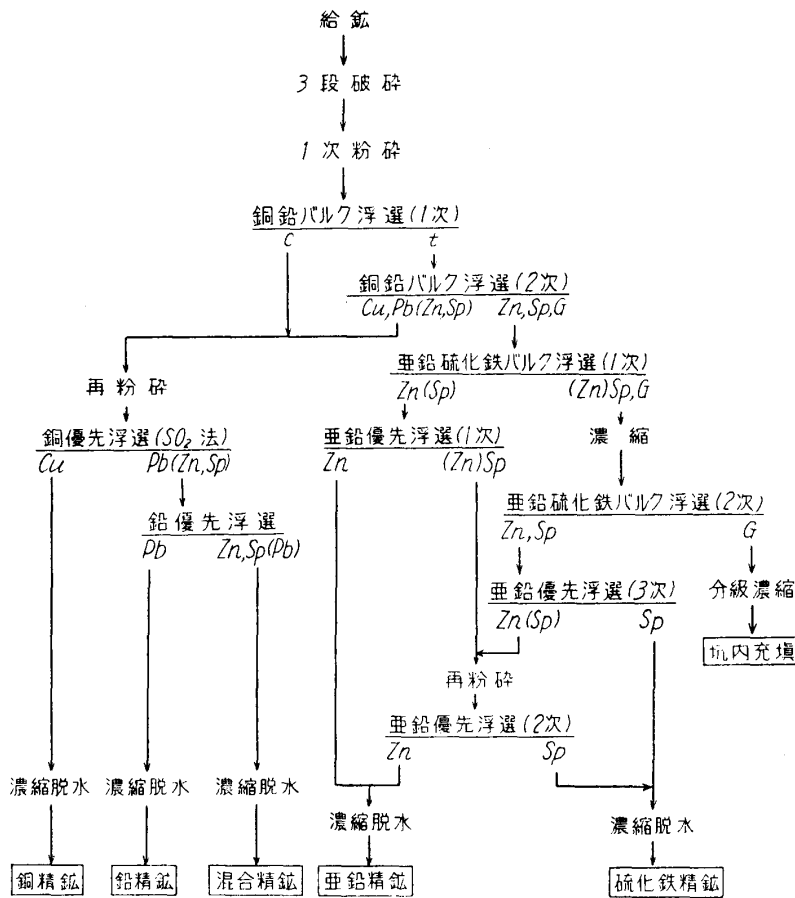 給鉱
3段破砕
1次粉砕
銅鉛バルク浮選(1次)
C t
銅鉛バルク浮選(2次)
Cu,Pb(Zn,Sp) Zn,Sp,G
亜鉛硫化鉄バルク浮選(1次)
Zn(Sp) (Zn)Sp,G
再粉砕
銅優先浮選(SO₂法)
Cu Pb(Zn,Sp)
亜鉛優先浮選(1次)
Zn (Zn)Sp
濃縮
鉛優先浮選
Pb Zn,Sp(Pb)
亜鉛硫化鉄バルク浮選(2次)
Zn,Sp G
亜鉛優先浮選(3次)
Zn(Sp) Sp
分級濃縮
坑内充填
再粉砕
亜鉛優先浮選(2次)
Zn Sp
濃縮脱水 濃縮脱水 濃縮脱水
濃縮脱水 濃縮脱水
銅精鉱 鉛精鉱 混合精鉱 亜鉛精鉱 硫化鉄精鉱